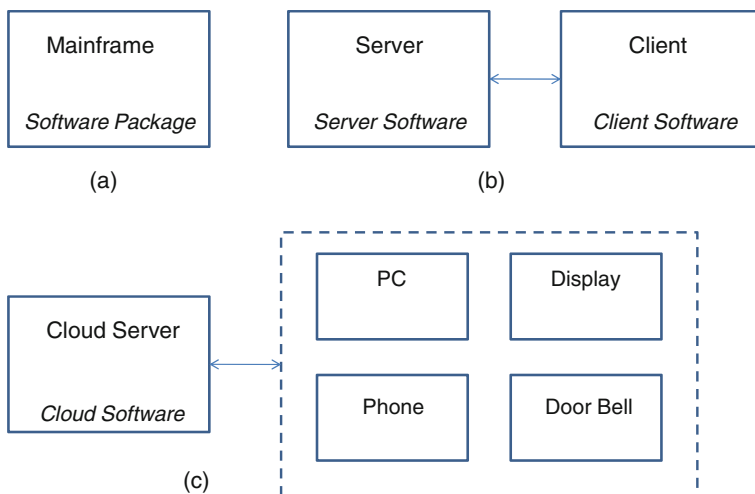 Mainframe
Software Package
(a)
Server
Server Software
Client
Client Software
(b)
Cloud Server
Cloud Software
PC
Display
Phone
Door Bell
(c)